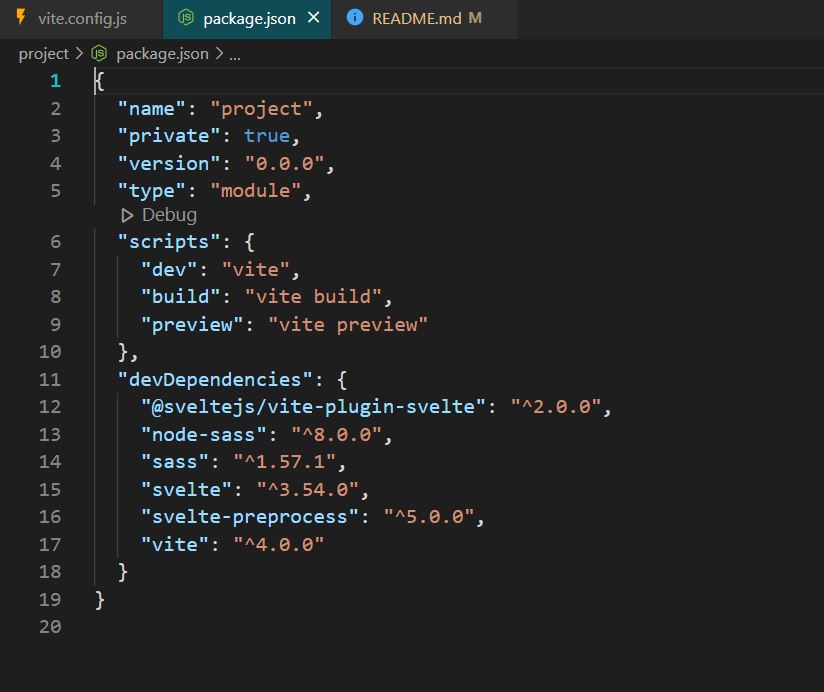 vite.config.js package.json README.md M
project > package.json > ...
1 {
2 "name": "project",
3 "private": true,
4 "version": "0.0.0",
5 "type": "module",
Debug
6 "scripts": {
7 "dev": "vite",
8 "build": "vite build",
9 "preview": "vite preview"
10 },
11 "devDependencies": {
12 "@sveltejs/vite-plugin-svelte": "^2.0.0",
13 "node-sass": "^8.0.0",
14 "sass": "^1.57.1",
15 "svelte": "^3.54.0",
16 "svelte-preprocess": "^5.0.0",
17 "vite": "^4.0.0"
18 }
19 }
20